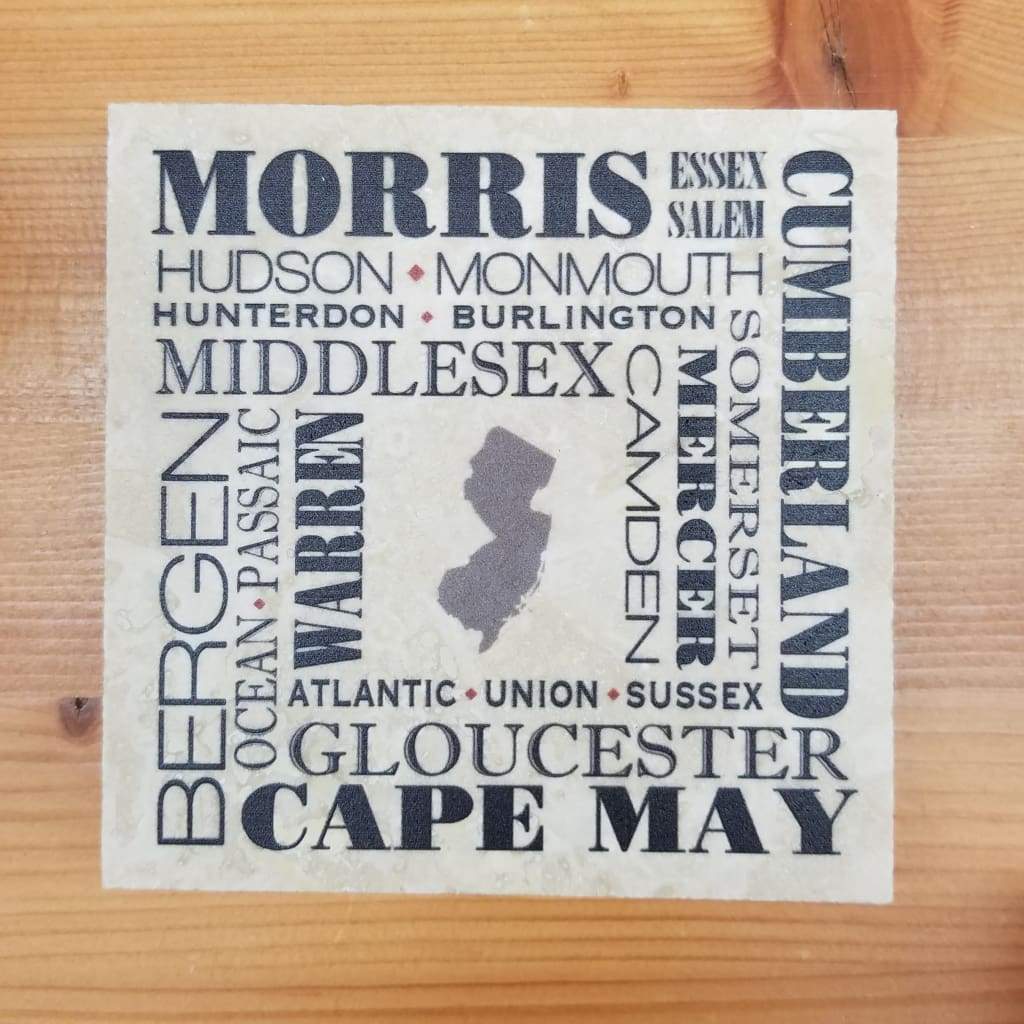 MORRIS
ESSEX
SALEM
CUMBERLAND
HUDSON ♦ MONMOUTH
HUNTERDON ♦ BURLINGTON
SOMERSET
MIDDLESEX
CAMDEN
MERCER
BERGEN
OCEAN ♦ PASSAIC
WARREN
ATLANTIC ♦ UNION ♦ SUSSEX
GLOUCESTER
CAPE MAY